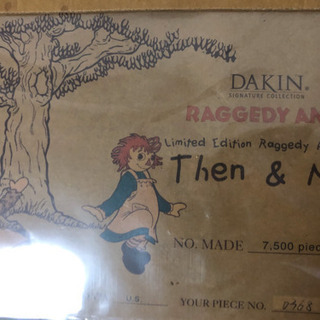 DAKIN®
SIGNATURE COLLECTION
RAGGEDY AN
Limited Edition Raggedy A
Then &
NO. MADE 7,500 piec
U.S. YOUR PIECE NO.